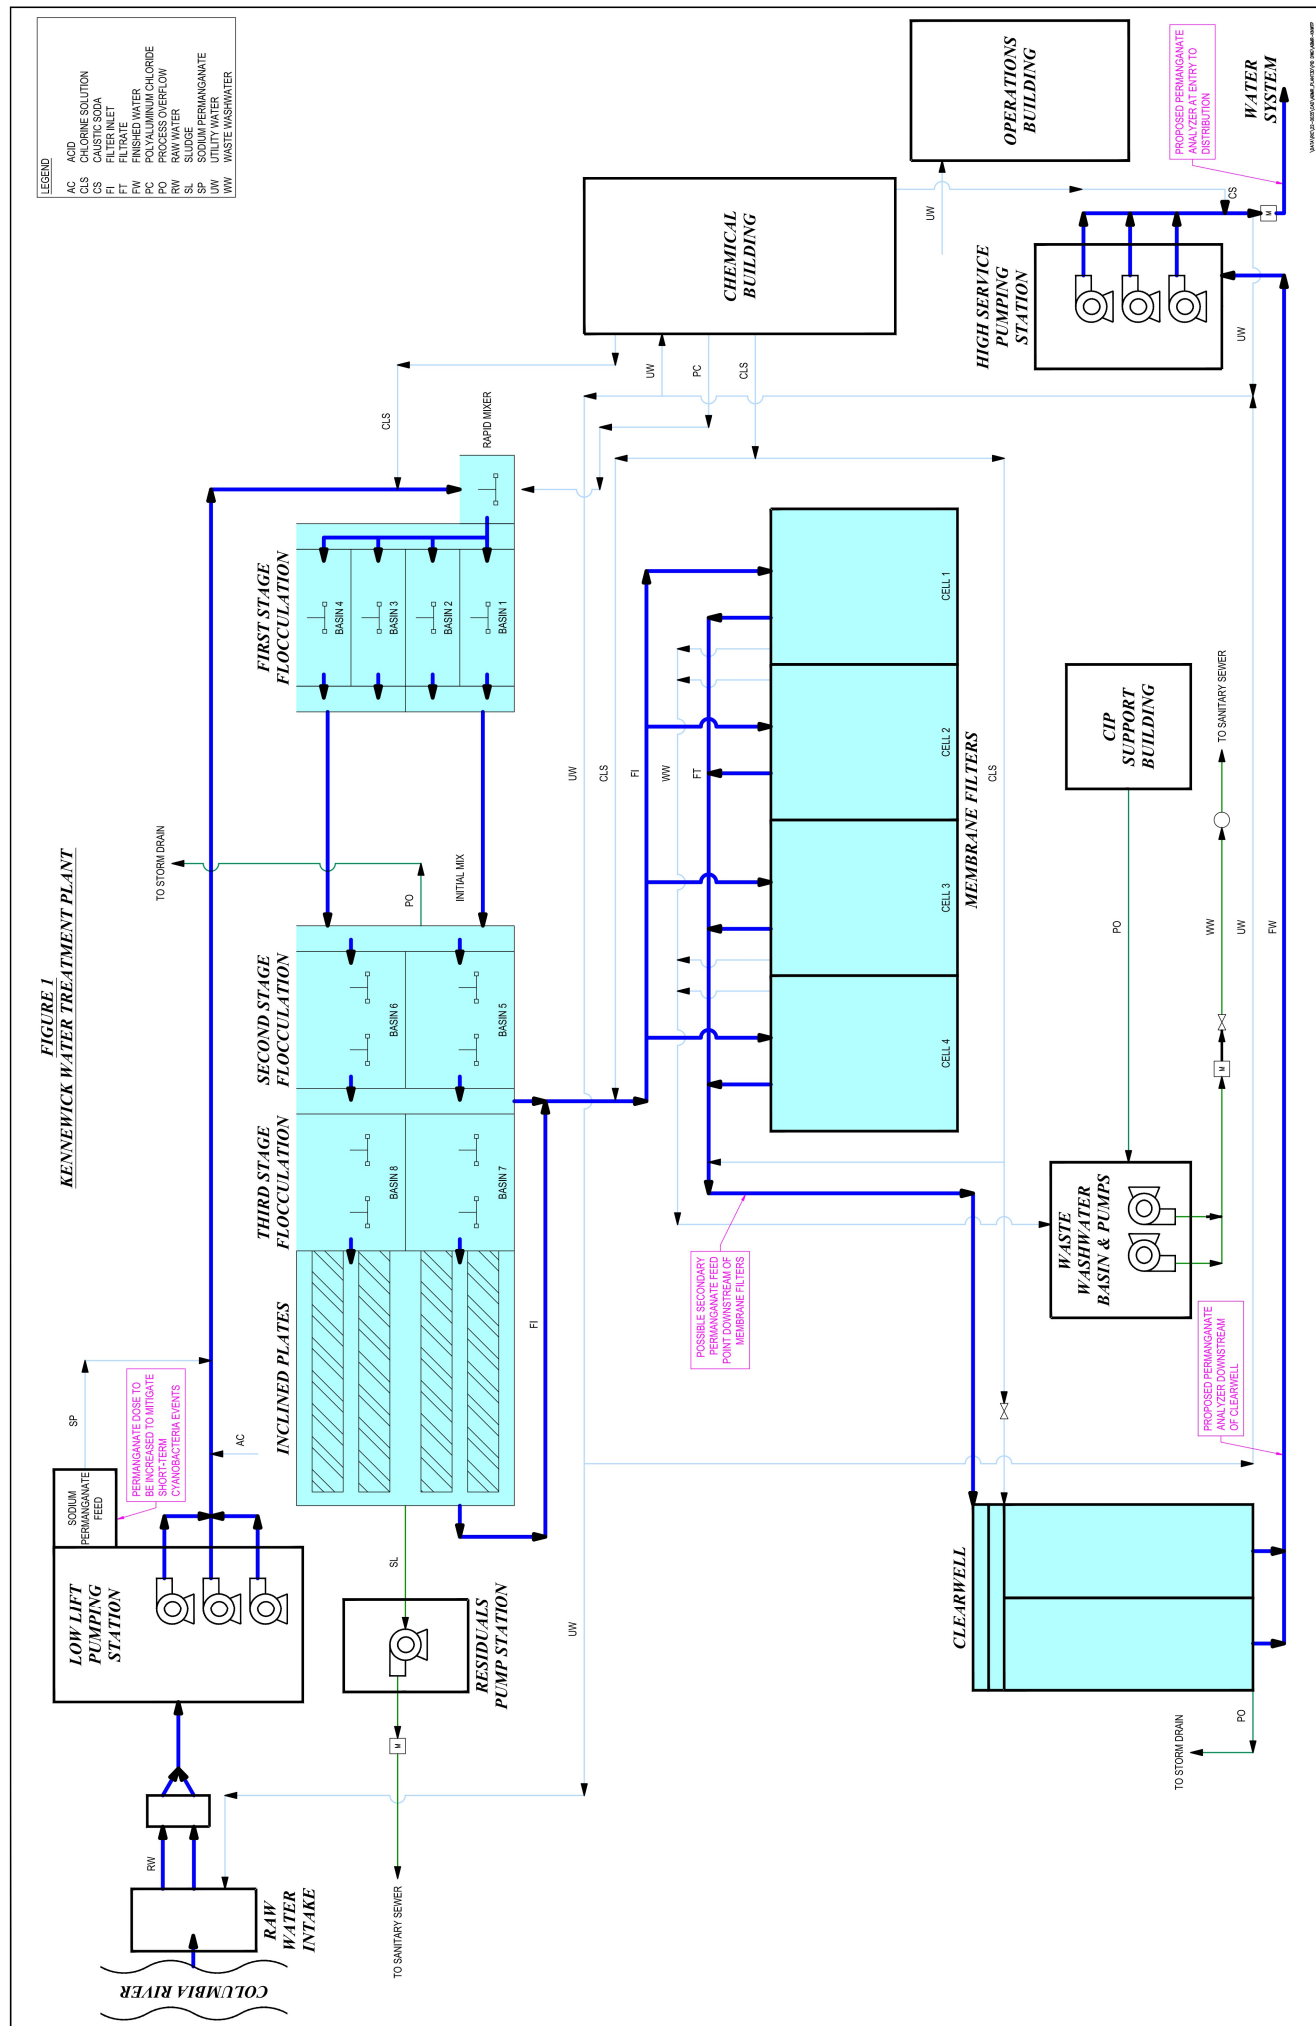 FIGURE 1
KENNEWICK WATER TREATMENT PLANT
LEGEND
AC ACID
CLS CHLORINE SOLUTION
CS CAUSTIC SODA
FI FILTER INLET
FT FILTRATE
FW FINISHED WATER
PC POLYALUMINUM CHLORIDE
PO PROCESS OVERFLOW
RW RAW WATER
SL SLUDGE
SP SODIUM PERMANGANATE
UW UTILITY WATER
WW WASTE WASHWATER
COLUMBIA RIVER
RAW
WATER
INTAKE
RW
LOW LIFT
PUMPING
STATION
SODIUM
PERMANGANATE
FEED
SP
PERMANGANATE DOSE TO
BE INCREASED TO MITIGATE
SHORT-TERM
CYANOBACTERIA EVENTS
AC
TO SANITARY SEWER
M
RESIDUALS
PUMP STATION
SL
UW
INCLINED PLATES
FI
THIRD STAGE
FLOCCULATION
BASIN 8
BASIN 7
SECOND STAGE
FLOCCULATION
BASIN 6
BASIN 5
TO STORM DRAIN
PO
INITIAL MIX
FIRST STAGE
FLOCCULATION
BASIN 4
BASIN 3
BASIN 2
BASIN 1
RAPID MIXER
CLS
UW
CLS
FI
WW
FT
UW
PC
CLS
CHEMICAL
BUILDING
OPERATIONS
BUILDING
UW
CELL 4
CELL 3
CELL 2
CELL 1
MEMBRANE FILTERS
CLS
POSSIBLE SECONDARY
PERMANGANATE FEED
POINT DOWNSTREAM OF
MEMBRANE FILTERS
CLEARWELL
TO STORM DRAIN
PO
WASTE
WASHWATER
BASIN & PUMPS
PO
CIP
SUPPORT
BUILDING
M
WW
TO SANITARY SEWER
UW
FW
PROPOSED PERMANGANATE
ANALYZER DOWNSTREAM
OF CLEARWELL
HIGH SERVICE
PUMPING
STATION
UW
CS
M
PROPOSED PERMANGANATE
ANALYZER AT ENTRY TO
DISTRIBUTION
WATER
SYSTEM